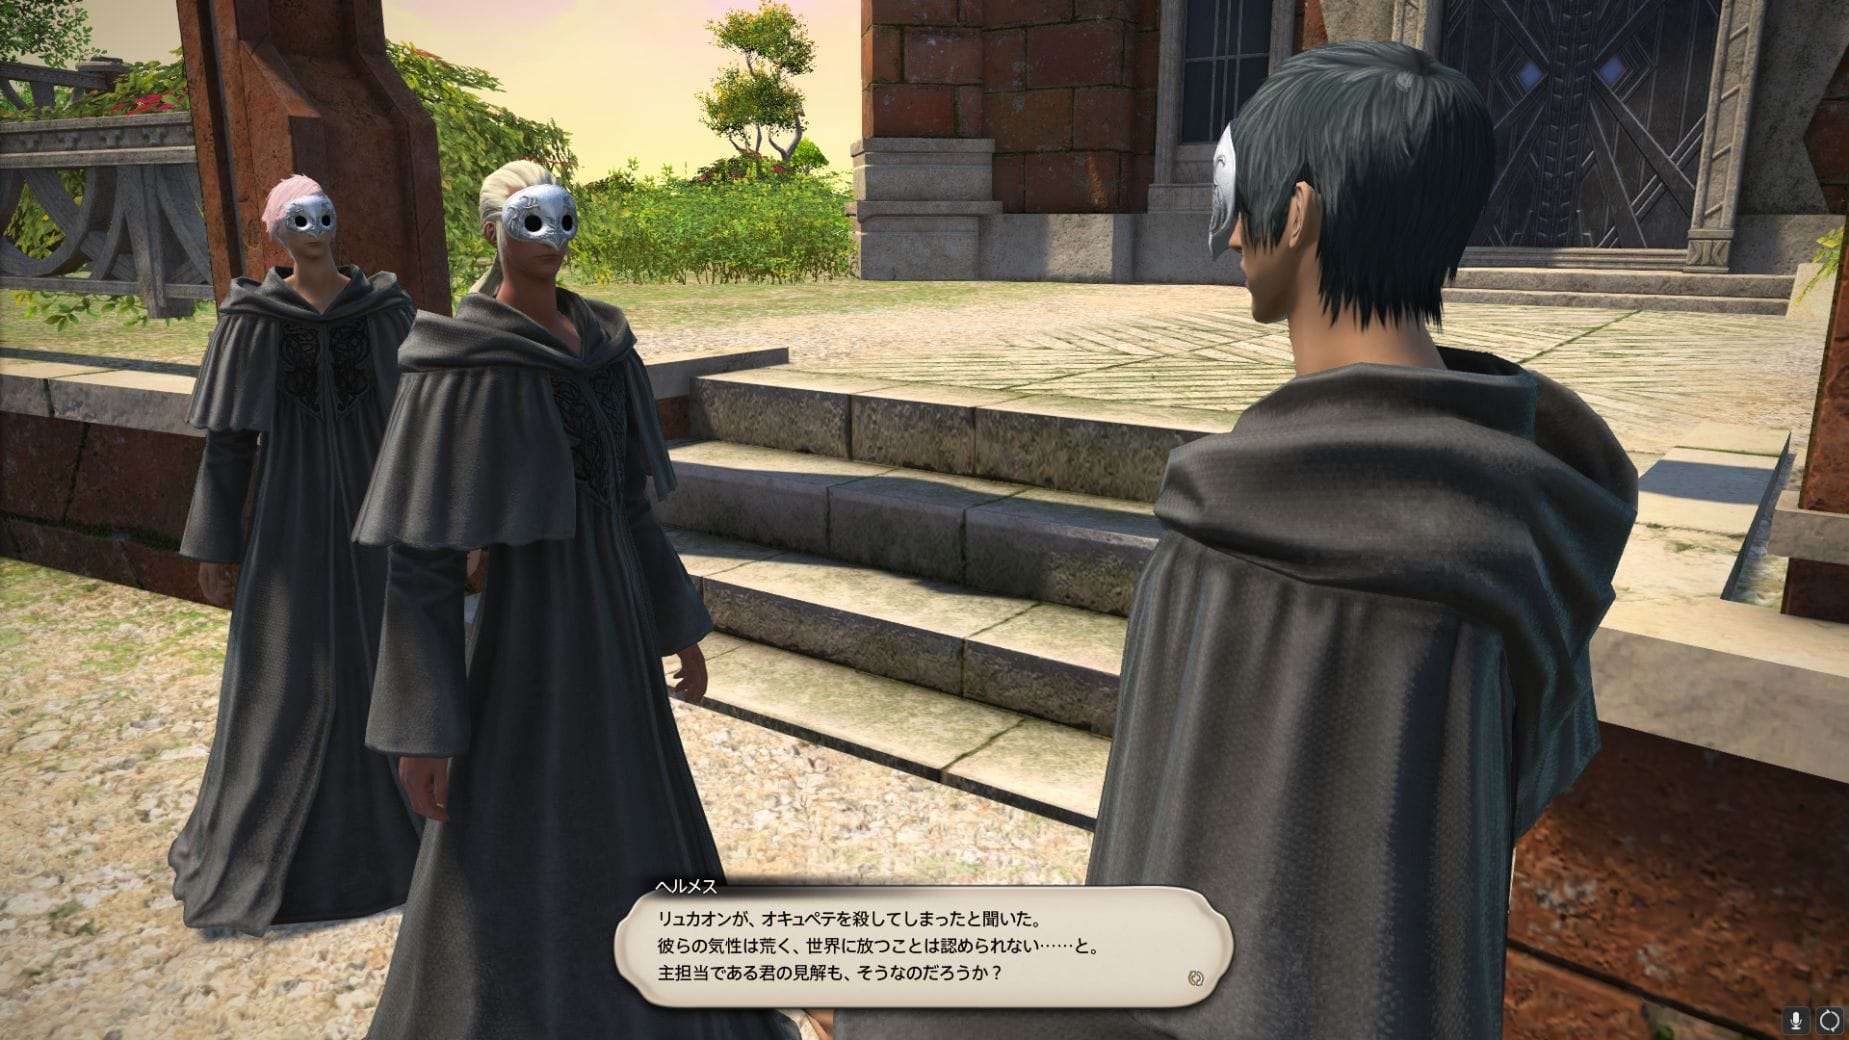 ヘルメス
リュカオンが、オキュペテを殺してしまったと聞いた。
彼らの気性は荒く、世界に放つことは認められない……と。
主担当である君の見解も、そうなのだろうか？